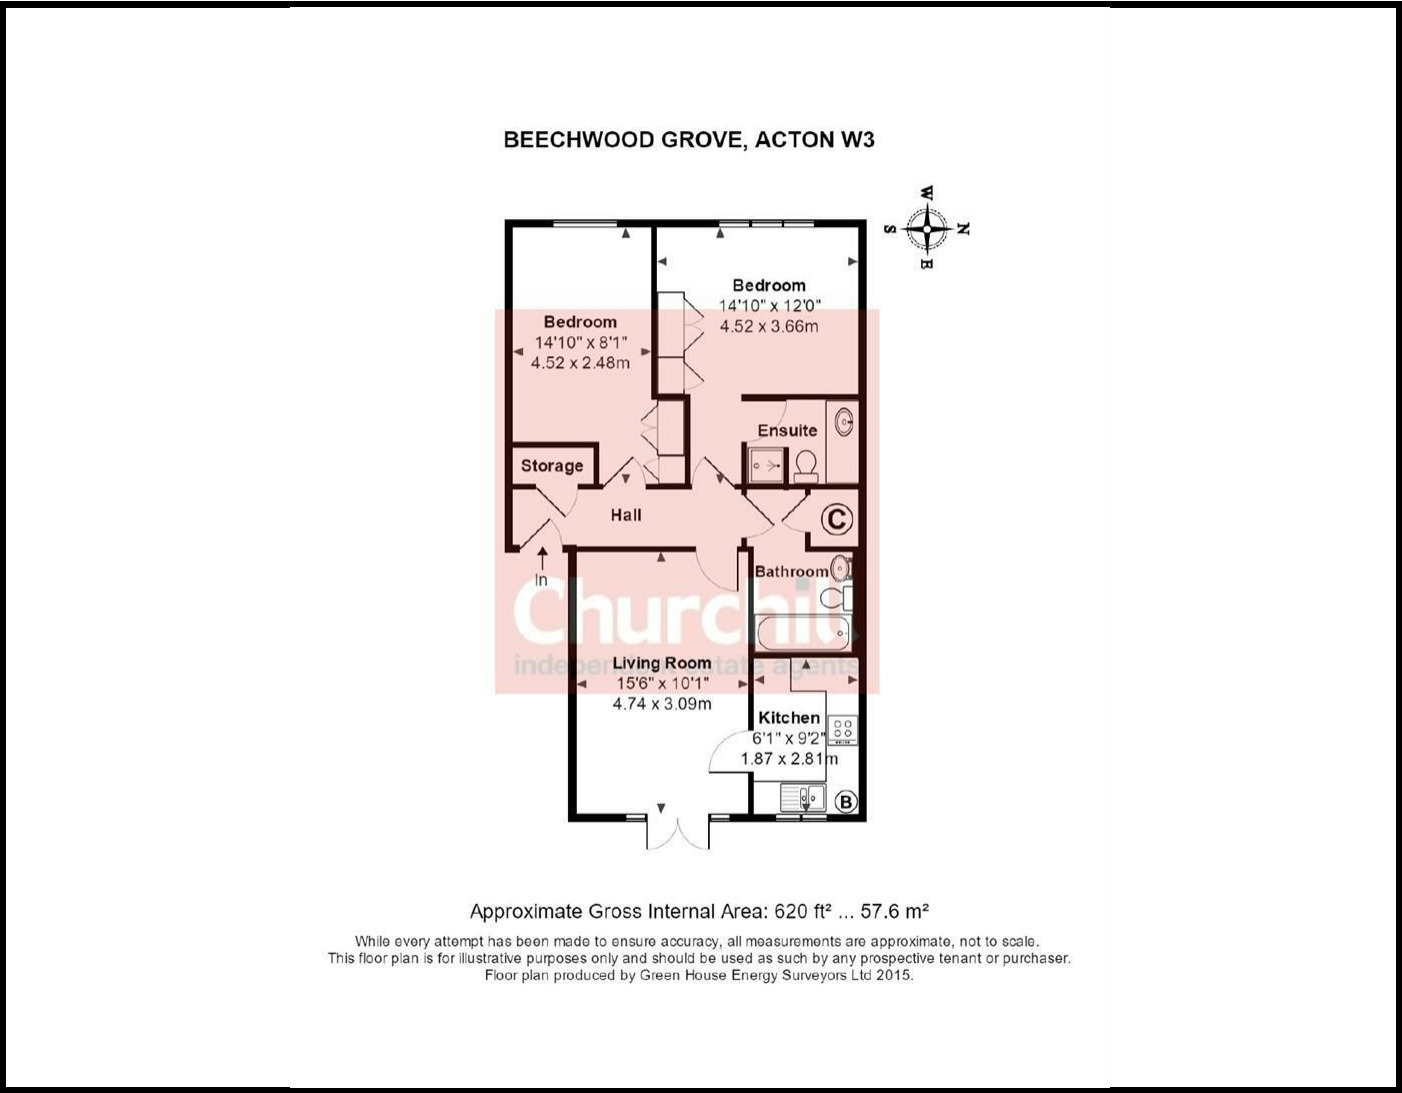 BEECHWOOD GROVE, ACTON W3
W
S
N
E
Bedroom
14'10" x 12'0"
4.52 x 3.66m
Bedroom
14'10" x 8'1"
4.52 x 2.48m
Ensuite
Storage
Hall
C
In
Bathroom
Churchill
independent estate agents
Living Room
15'6" x 10'1"
4.74 x 3.09m
Kitchen
6'1" x 9'2"
1.87 x 2.81m
B
Approximate Gross Internal Area: 620 ft² ... 57.6 m²
While every attempt has been made to ensure accuracy, all measurements are approximate, not to scale.
This floor plan is for illustrative purposes only and should be used as such by any prospective tenant or purchaser.
Floor plan produced by Green House Energy Surveyors Ltd 2015.